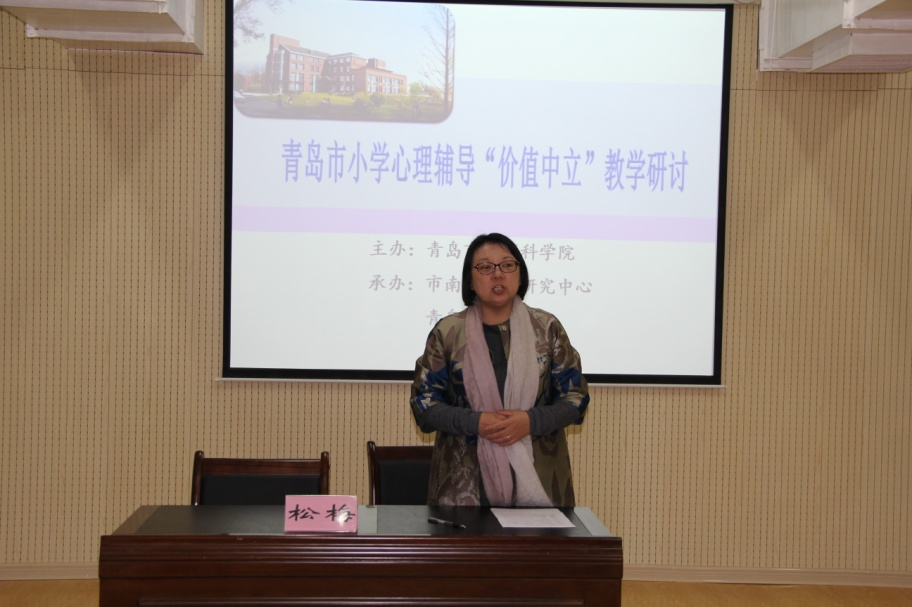 青岛市小学心理辅导“价值中立”教学研讨
主办：青岛 科学院
承办：市南 研究中心
青
松梅